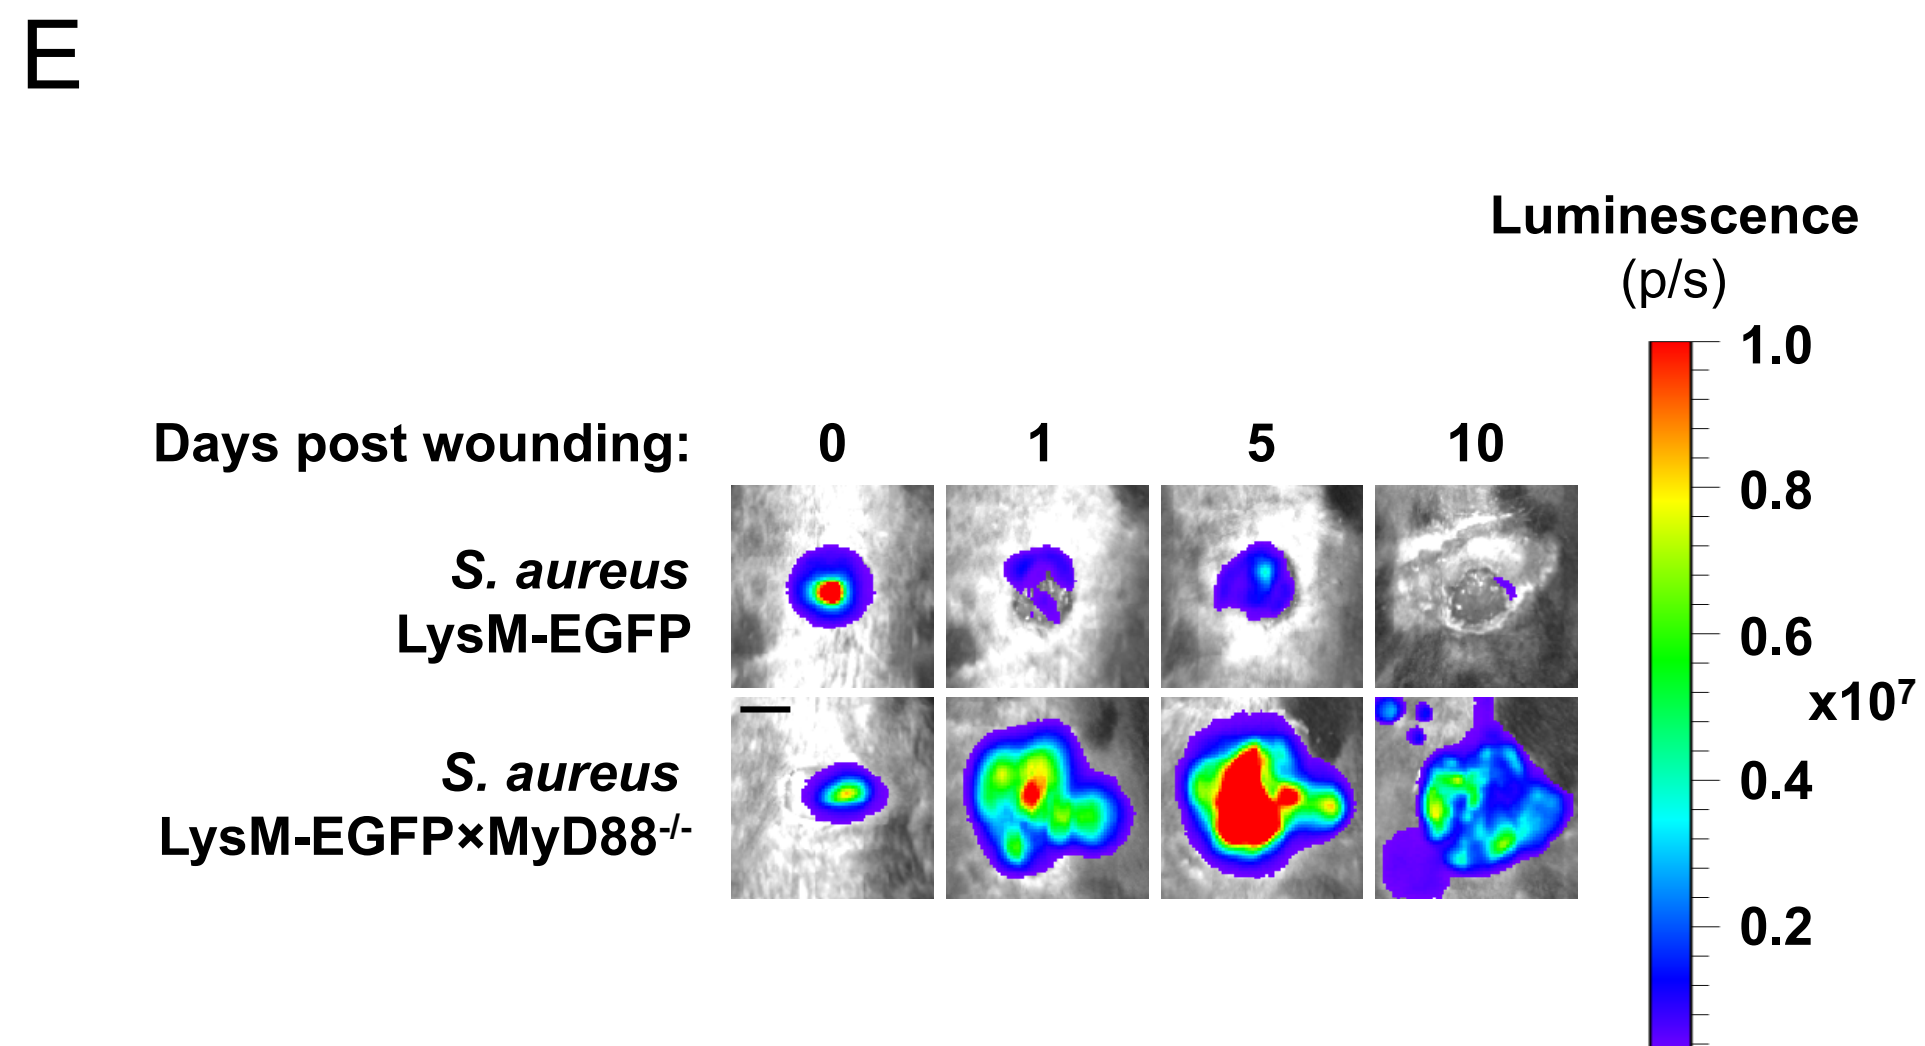 E
Luminescence
(p/s)
1.0
0.8
0.6
x10⁷
0.4
0.2
Days post wounding: 0 1 5 10
S. aureus
LysM-EGFP
S. aureus
LysM-EGFP×MyD88⁻/⁻